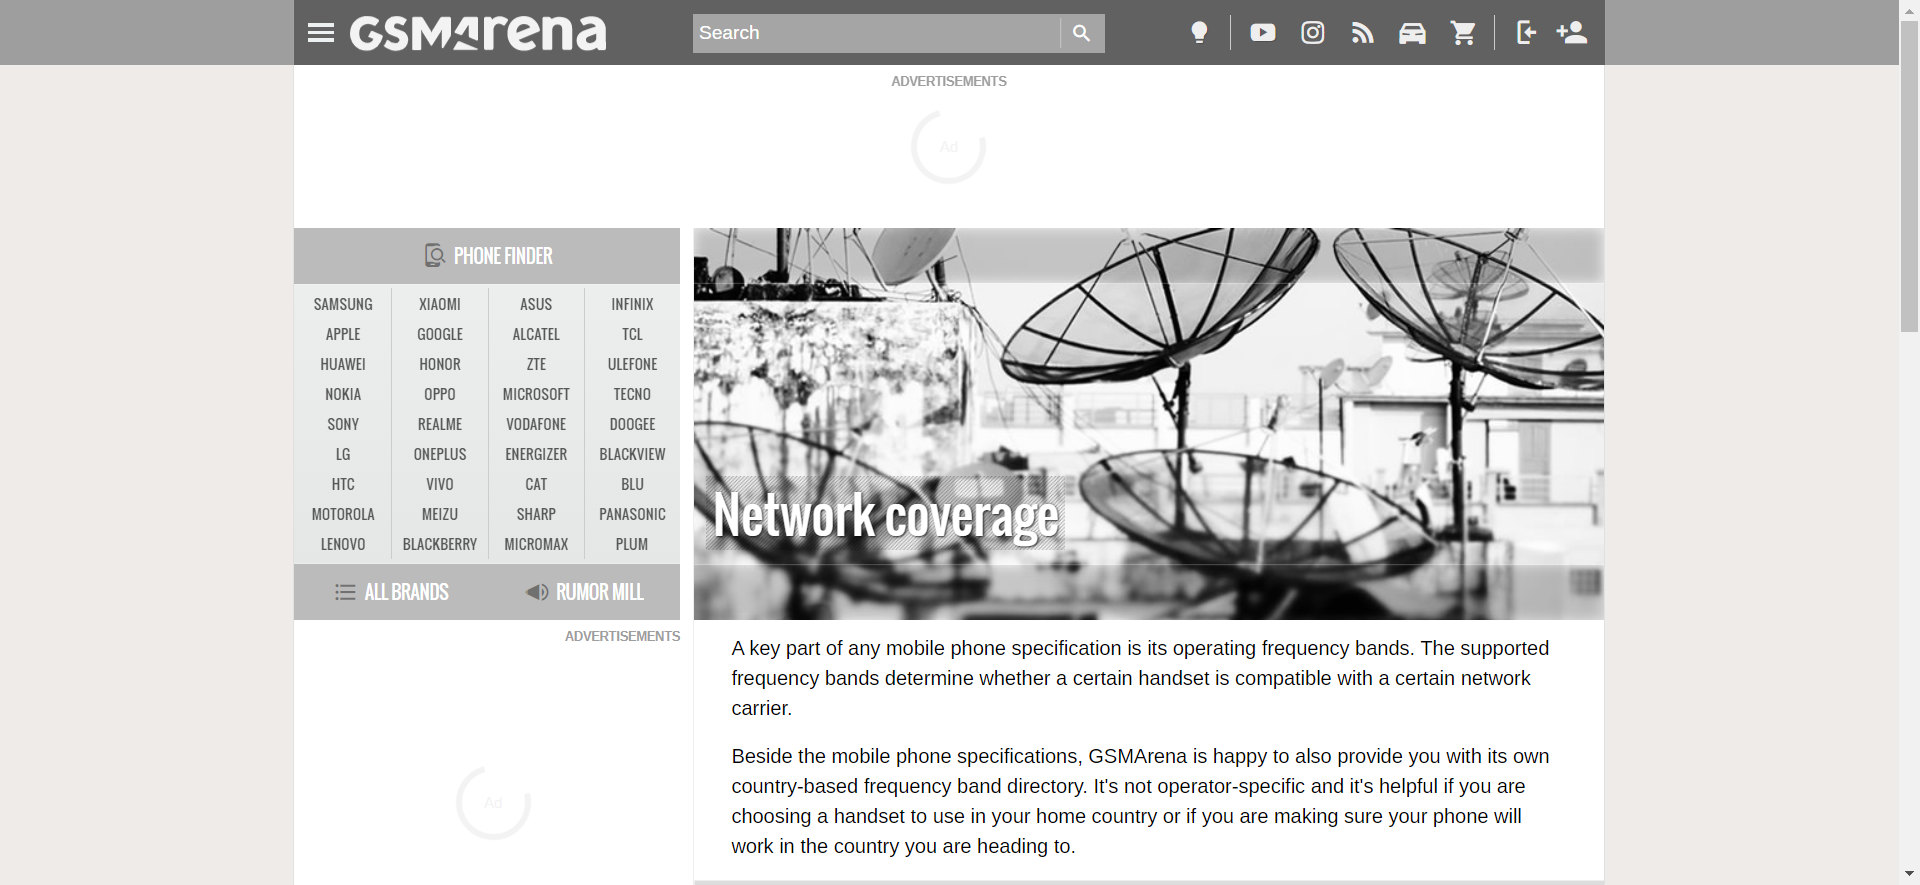 GSMArena
Search
ADVERTISEMENTS
Ad
PHONE FINDER
SAMSUNG XIAOMI ASUS INFINIX
APPLE GOOGLE ALCATEL TCL
HUAWEI HONOR ZTE ULEFONE
NOKIA OPPO MICROSOFT TECNO
SONY REALME VODAFONE DOOGEE
LG ONEPLUS ENERGIZER BLACKVIEW
HTC VIVO CAT BLU
MOTOROLA MEIZU SHARP PANASONIC
LENOVO BLACKBERRY MICROMAX PLUM
ALL BRANDS RUMOR MILL
ADVERTISEMENTS
Ad
Network coverage
A key part of any mobile phone specification is its operating frequency bands. The supported
frequency bands determine whether a certain handset is compatible with a certain network
carrier.
Beside the mobile phone specifications, GSMArena is happy to also provide you with its own
country-based frequency band directory. It's not operator-specific and it's helpful if you are
choosing a handset to use in your home country or if you are making sure your phone will
work in the country you are heading to.